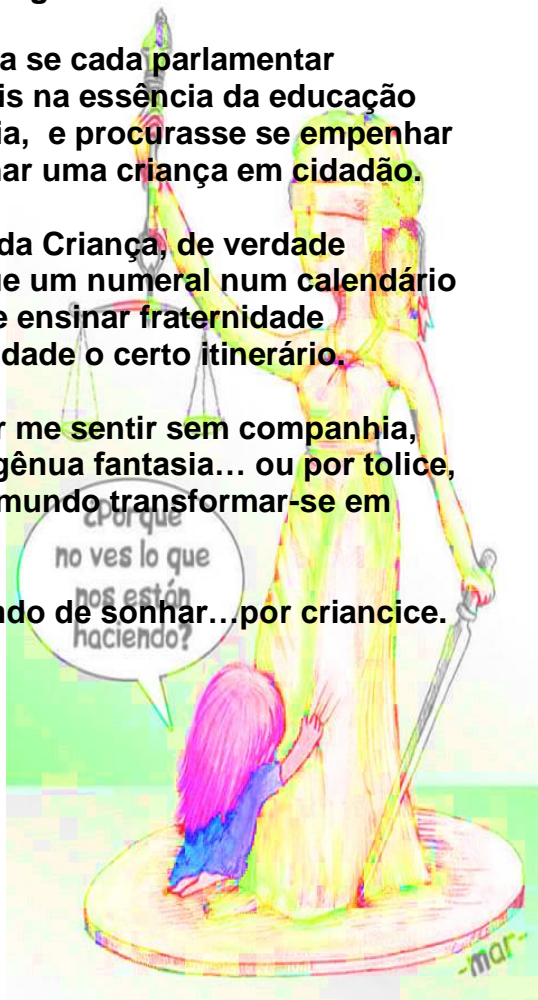 a se cada parlamentar
is na essência da educação
ia, e procurasse se empenhar
ar uma criança em cidadão.
da Criança, de verdade
ue um numeral num calendário
e ensinar fraternidade
dade o certo itinerário.
r me sentir sem companhia,
gênua fantasia… ou por tolice,
mundo transformar-se em
ndo de sonhar…por criancice.
¿Porque
no ves lo que
nos están
haciendo?
-mar-